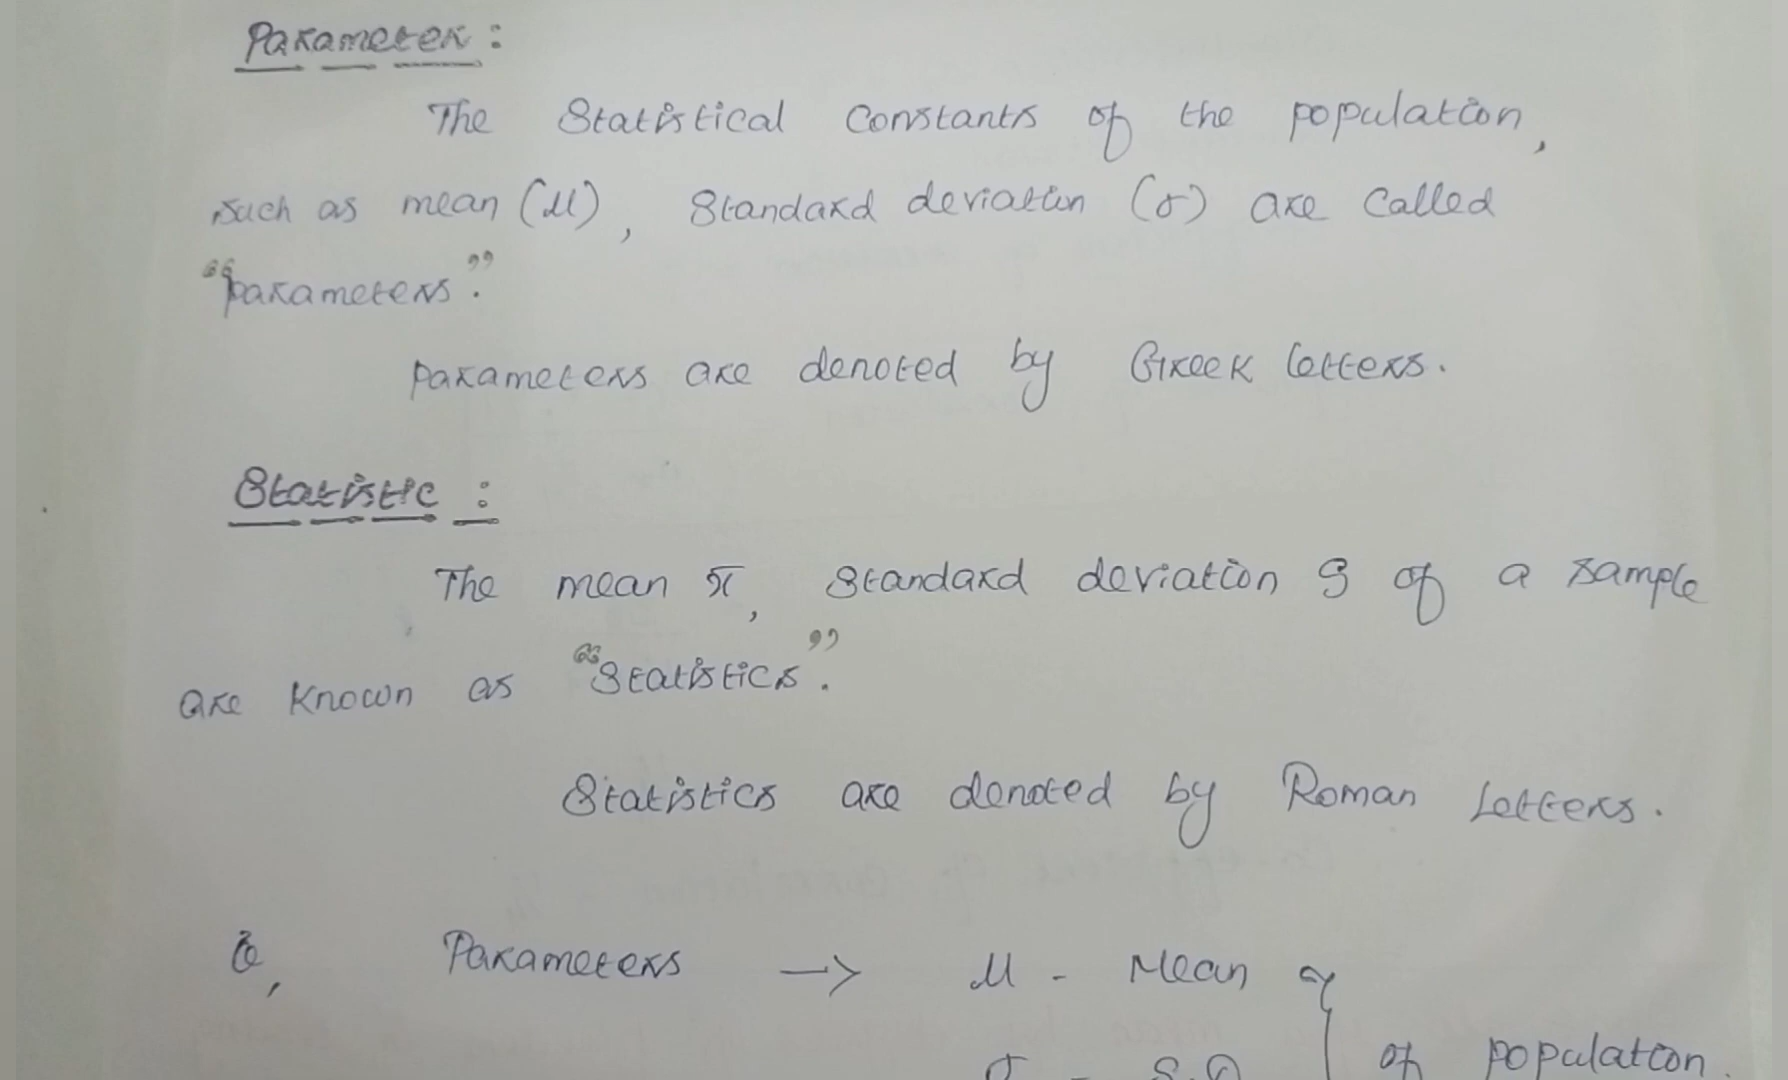 Parameter :
The Statistical Constants of the population,
such as mean (μ), Standard deviation (σ) are Called
"parameters".
parameters are denoted by Greek letters.
Statistic :
The mean x̄, Standard deviation S of a sample
are known as "Statistics".
Statistics are denoted by Roman Letters.
ie, Parameters → μ - Mean }
σ - S.D } of population.